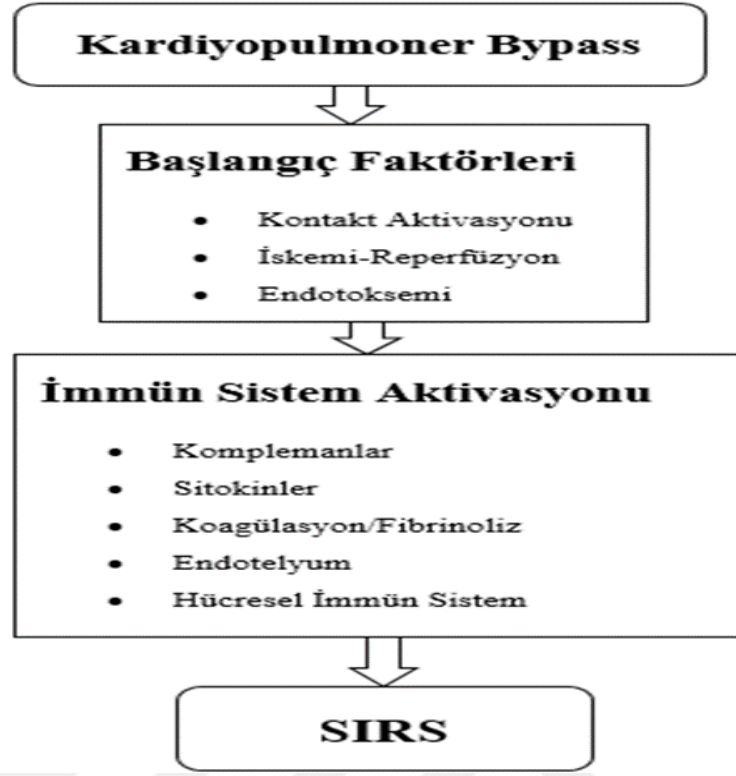 Kardiyopulmoner Bypass
Başlangıç Faktörleri
• Kontakt Aktivasyonu
• İskemi-Reperfüzyon
• Endotoksemi
İmmün Sistem Aktivasyonu
• Komplemanlar
• Sitokinler
• Koagülasyon/Fibrinoliz
• Endotelyum
• Hücresel İmmün Sistem
SIRS